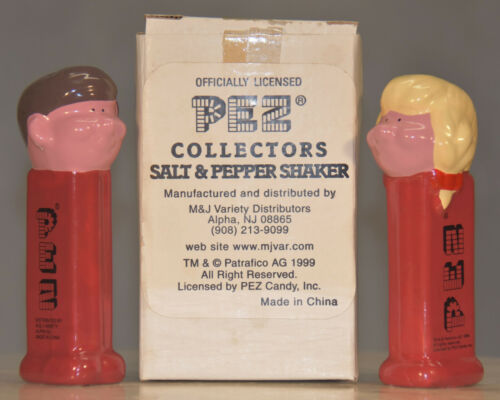 OFFICIALLY LICENSED
PEZ®
COLLECTORS
SALT & PEPPER SHAKER
Manufactured and distributed by
M&J Variety Distributors
Alpha, NJ 08865
(908) 213-9099
web site www.mjvar.com
TM & © Patrafico AG 1999
All Right Reserved.
Licensed by PEZ Candy, Inc.
Made in China
PEZ®
PEZ